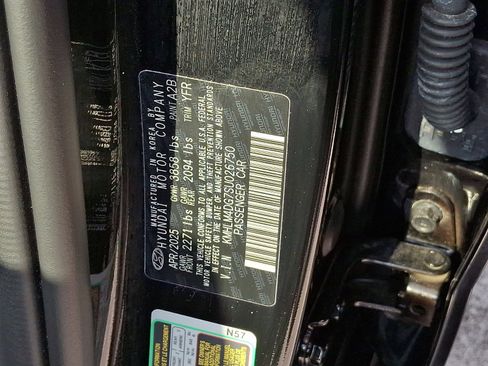 MANUFACTURED IN KOREA BY
HYUNDAI MOTOR COMPANY
APR/2025 GVWR 3858 lbs PAINT A2B
GAWR FRONT 2271 lbs GAWR REAR 2094 lbs TRIM YFR
THIS VEHICLE CONFORMS TO ALL APPLICABLE U.S.A. FEDERAL
MOTOR VEHICLE SAFETY, BUMPER, AND THEFT PREVENTION STANDARDS
IN EFFECT ON THE DATE OF MANUFACTURE SHOWN ABOVE.
V.I.N KMHLM4DG7SU026750
PASSENGER CAR
N57